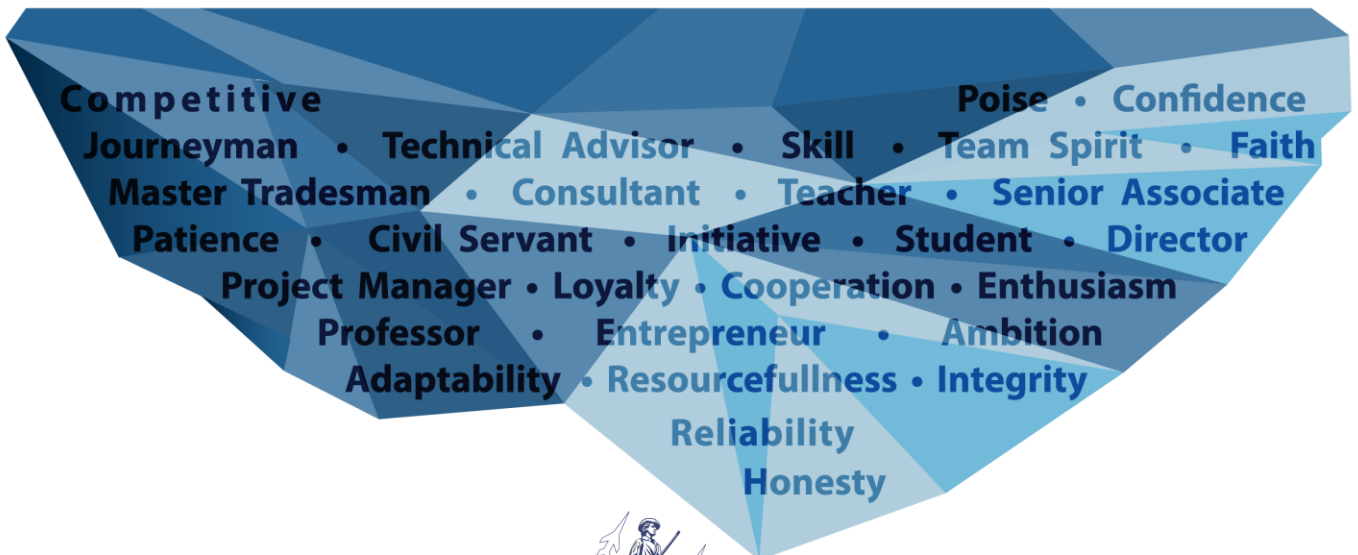 Competitive Poise • Confidence
Journeyman • Technical Advisor • Skill • Team Spirit • Faith
Master Tradesman • Consultant • Teacher • Senior Associate
Patience • Civil Servant • Initiative • Student • Director
Project Manager • Loyalty • Cooperation • Enthusiasm
Professor • Entrepreneur • Ambition
Adaptability • Resourcefullness • Integrity
Reliability
Honesty